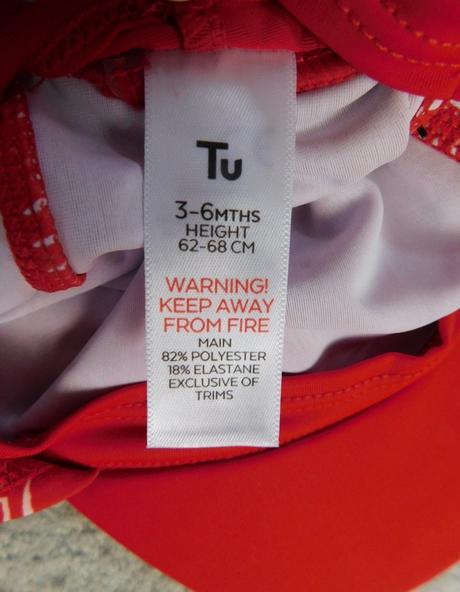 Tu
3-6MTHS
HEIGHT
62-68 CM
WARNING!
KEEP AWAY
FROM FIRE
MAIN
82% POLYESTER
18% ELASTANE
EXCLUSIVE OF
TRIMS